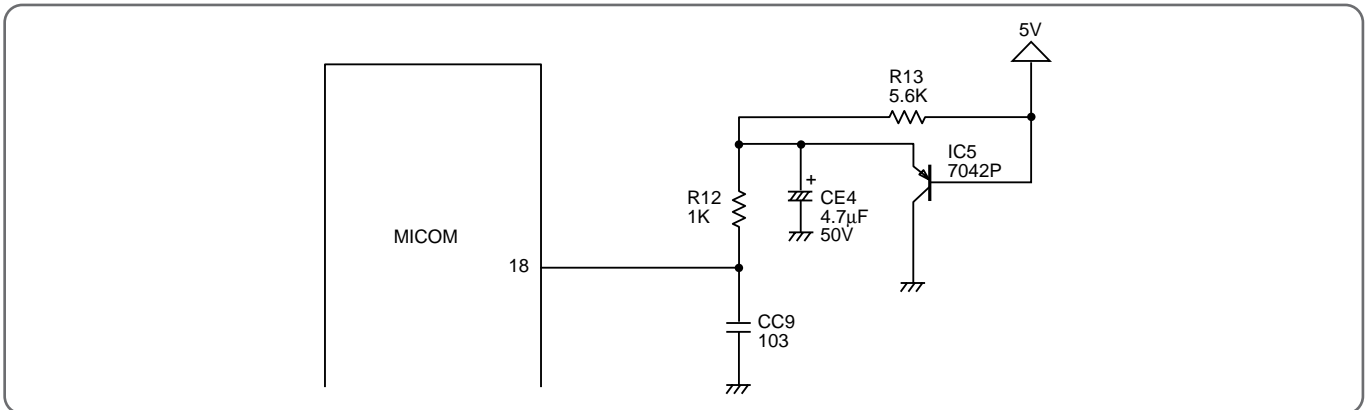 5V
R13
5.6K
IC5
7042P
R12
1K
+
CE4
4.7μF
50V
MICOM
18
CC9
103